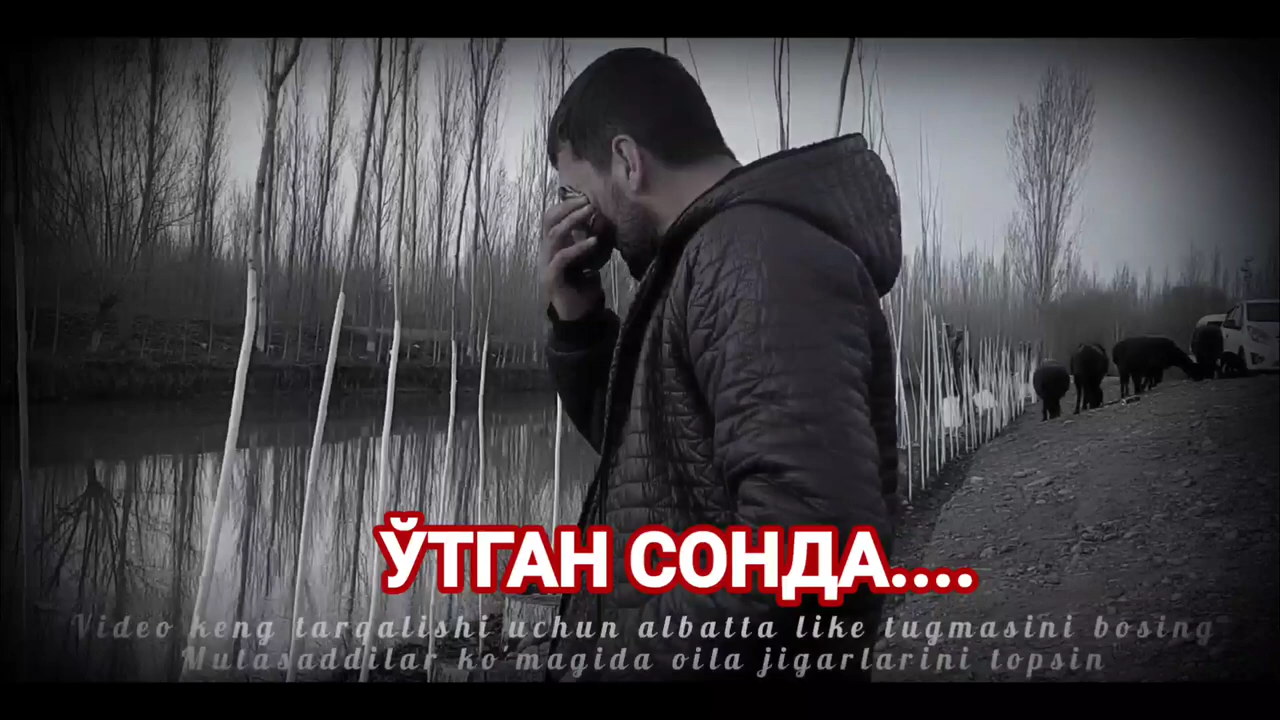 ЎТГАН СОНДА....
Video keng tarqalishi uchun albatta like tugmasini bosing
Mutasaddilar ko'magida oila jigarlarini topsin